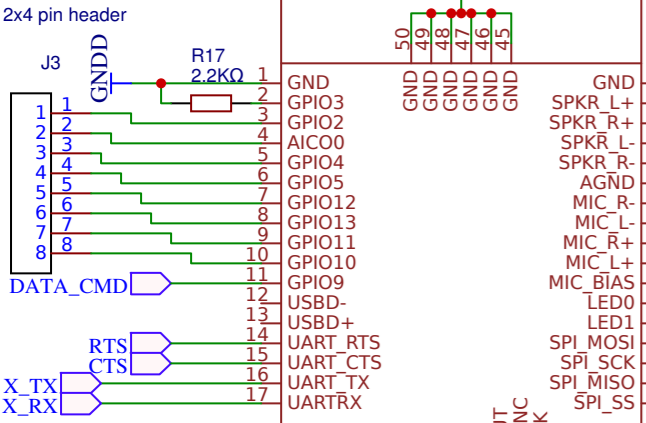 2x4 pin header
J3
GNDD
R17
2.2KΩ
1 1
2 2
3 3
4 4
5 5
6 6
7 7
8 8
DATA_CMD
RTS
CTS
X_TX
X_RX
1 GND
2 GPIO3
3 GPIO2
4 AICO0
5 GPIO4
6 GPIO5
7 GPIO12
8 GPIO13
9 GPIO11
10 GPIO10
11 GPIO9
12 USBD-
13 USBD+
14 UART_RTS
15 UART_CTS
16 UART_TX
17 UARTRX
50 GND
49 GND
48 GND
47 GND
46 GND
45 GND
GND
SPKR_L+
SPKR_R+
SPKR_L-
SPKR_R-
AGND
MIC_R-
MIC_L-
MIC_R+
MIC_L+
MIC_BIAS
LED0
LED1
SPI_MOSI
SPI_SCK
SPI_MISO
SPI_SS
UT
NC
K